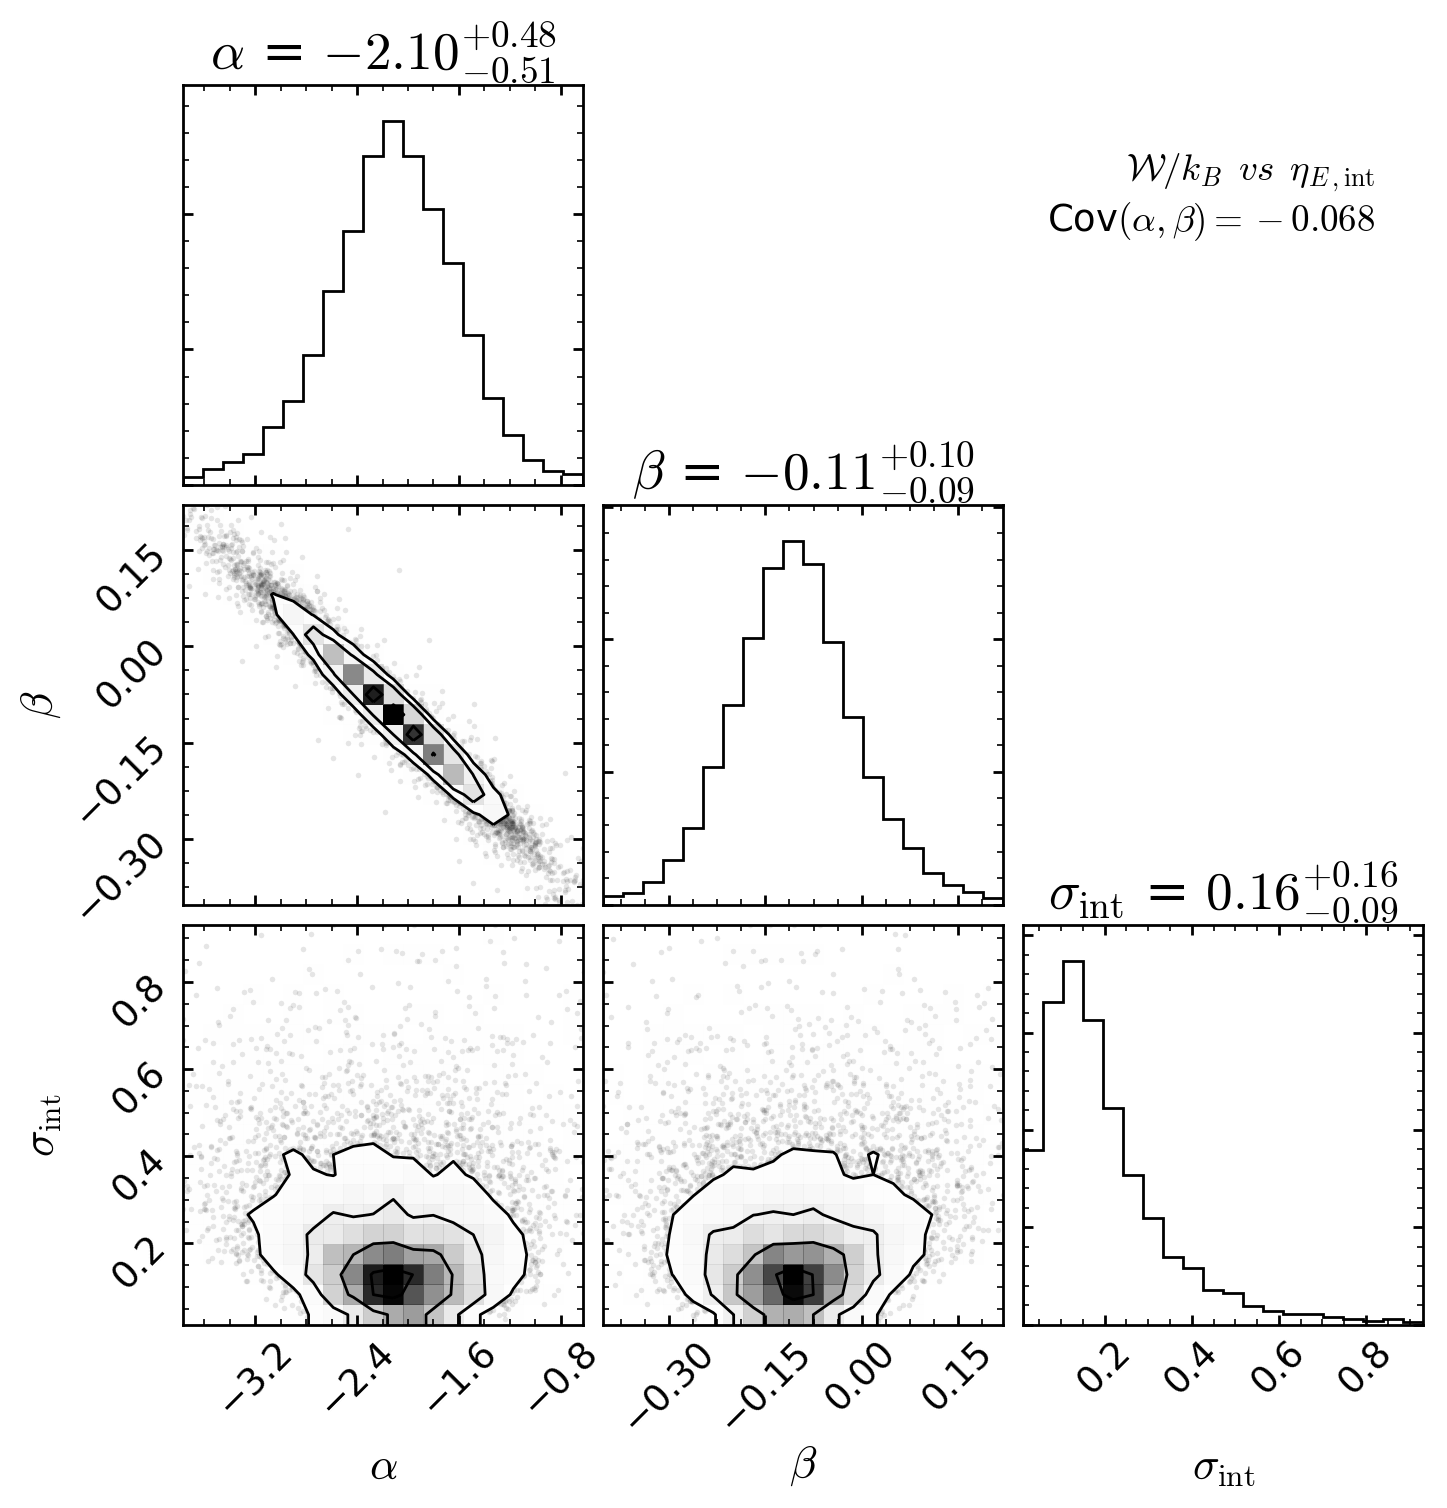 α = −2.10 +0.48 −0.51
𝒲/k_B vs η_E,int
Cov(α, β) = − 0.068
β = −0.11 +0.10 −0.09
β
0.15
0.00
−0.15
−0.30
σ_int = 0.16 +0.16 −0.09
σ_int
0.8
0.6
0.4
0.2
−3.2 −2.4 −1.6 −0.8 −0.30 −0.15 0.00 0.15 0.2 0.4 0.6 0.8
α β σ_int